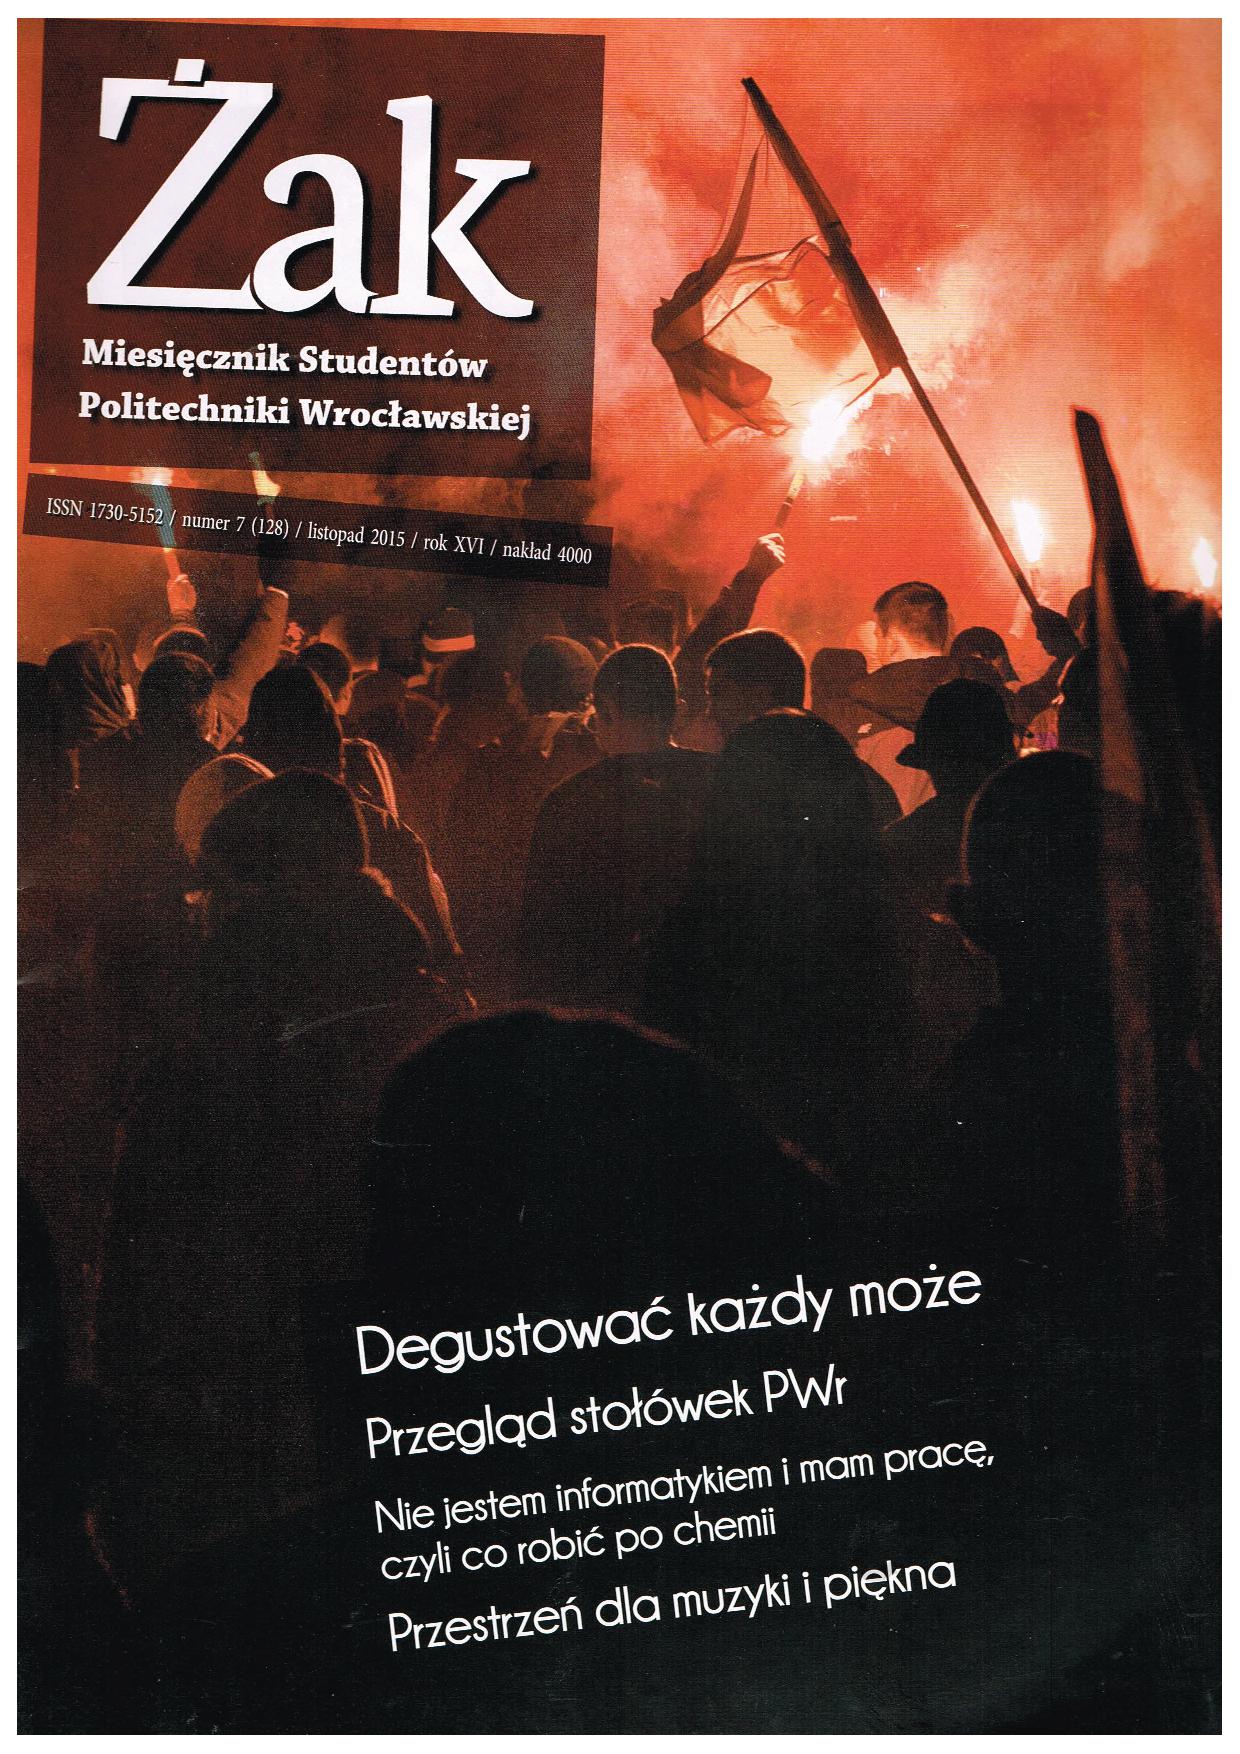 Żak
Miesięcznik Studentów
Politechniki Wrocławskiej
ISSN 1730-5152 / numer 7 (128) / listopad 2015 / rok XVI / nakład 4000
Degustować każdy może
Przegląd stołówek PWr
Nie jestem informatykiem i mam pracę,
czyli co robić po chemii
Przestrzeń dla muzyki i piękna